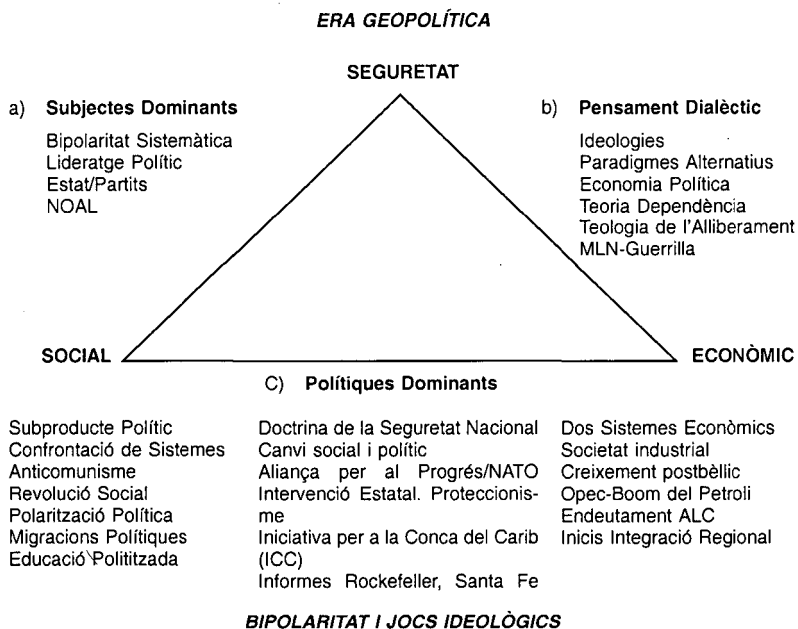 ERA GEOPOLÍTICA
SEGURETAT
a) Subjectes Dominants
Bipolaritat Sistemàtica
Lideratge Polític
Estat/Partits
NOAL
b) Pensament Dialèctic
Ideologies
Paradigmes Alternatius
Economia Política
Teoria Dependència
Teologia de l'Alliberament
MLN-Guerrilla
SOCIAL
ECONÒMIC
C) Polítiques Dominants
Subproducte Polític
Confrontació de Sistemes
Anticomunisme
Revolució Social
Polarització Política
Migracions Polítiques
Educació\Polititzada
Doctrina de la Seguretat Nacional
Canvi social i polític
Aliança per al Progrés/NATO
Intervenció Estatal. Proteccionis-
me
Iniciativa per a la Conca del Carib
(ICC)
Informes Rockefeller, Santa Fe
Dos Sistemes Econòmics
Societat industrial
Creixement postbèl·lic
Opec-Boom del Petroli
Endeutament ALC
Inicis Integració Regional
BIPOLARITAT I JOCS IDEOLÒGICS